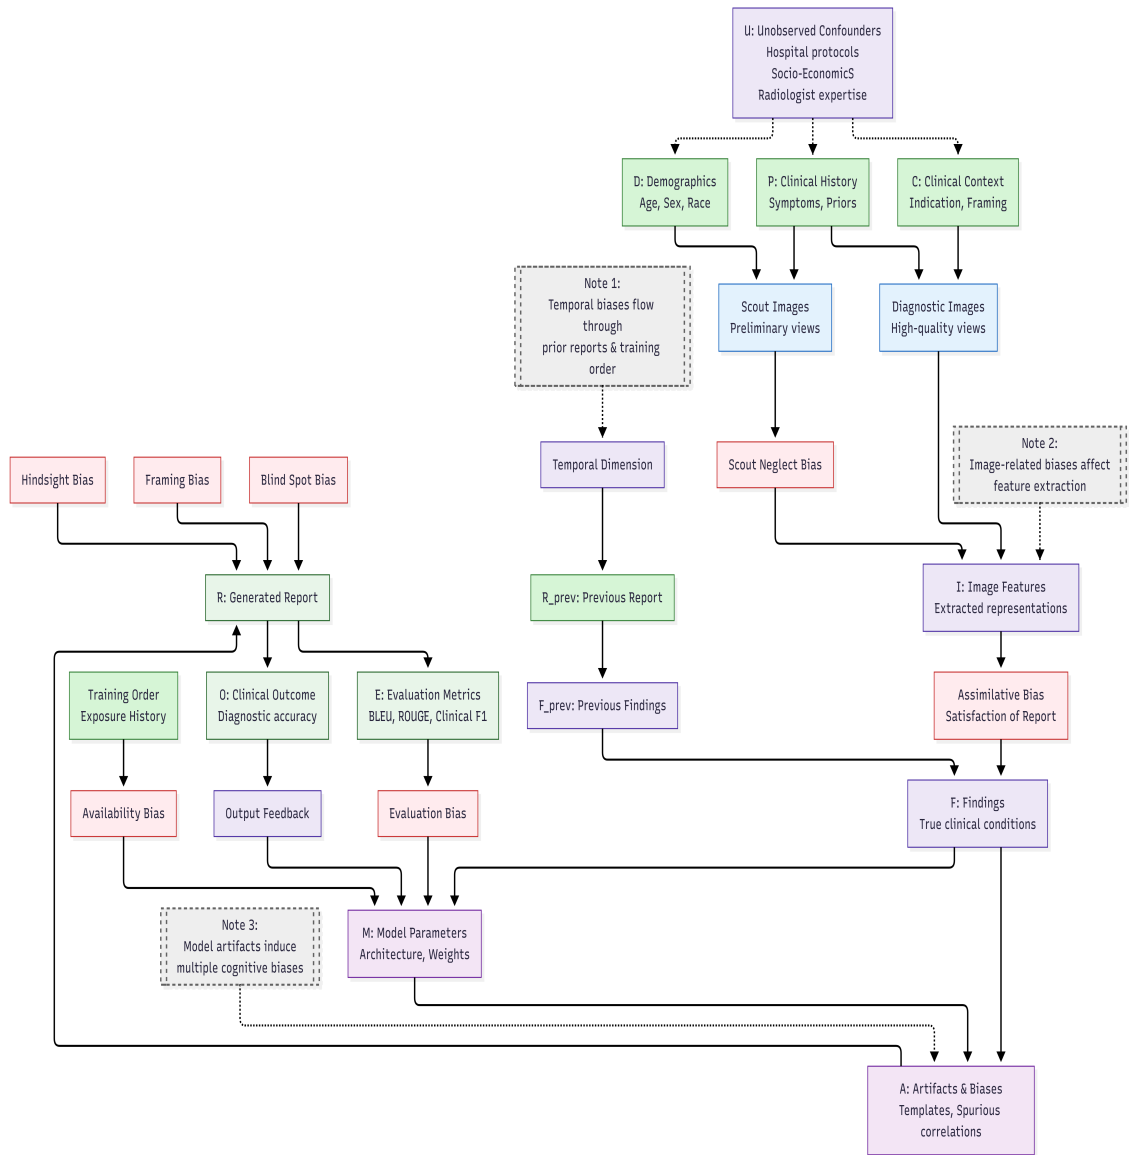 U: Unobserved Confounders
Hospital protocols
Socio-EconomicS
Radiologist expertise
D: Demographics
Age, Sex, Race
P: Clinical History
Symptoms, Priors
C: Clinical Context
Indication, Framing
Note 1:
Temporal biases flow
through
prior reports & training
order
Scout Images
Preliminary views
Diagnostic Images
High-quality views
Hindsight Bias
Framing Bias
Blind Spot Bias
Temporal Dimension
Scout Neglect Bias
Note 2:
Image-related biases affect
feature extraction
R: Generated Report
R_prev: Previous Report
I: Image Features
Extracted representations
Training Order
Exposure History
O: Clinical Outcome
Diagnostic accuracy
E: Evaluation Metrics
BLEU, ROUGE, Clinical F1
F_prev: Previous Findings
Assimilative Bias
Satisfaction of Report
Availability Bias
Output Feedback
Evaluation Bias
F: Findings
True clinical conditions
Note 3:
Model artifacts induce
multiple cognitive biases
M: Model Parameters
Architecture, Weights
A: Artifacts & Biases
Templates, Spurious
correlations